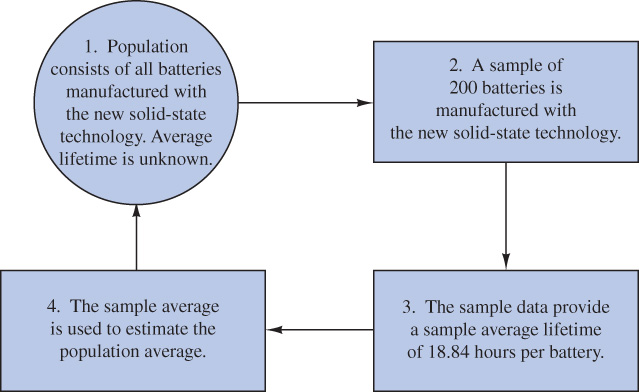 1. Population
consists of all batteries
manufactured with
the new solid-state
technology. Average
lifetime is unknown.
2. A sample of
200 batteries is
manufactured with
the new solid-state technology.
3. The sample data provide
a sample average lifetime
of 18.84 hours per battery.
4. The sample average
is used to estimate the
population average.